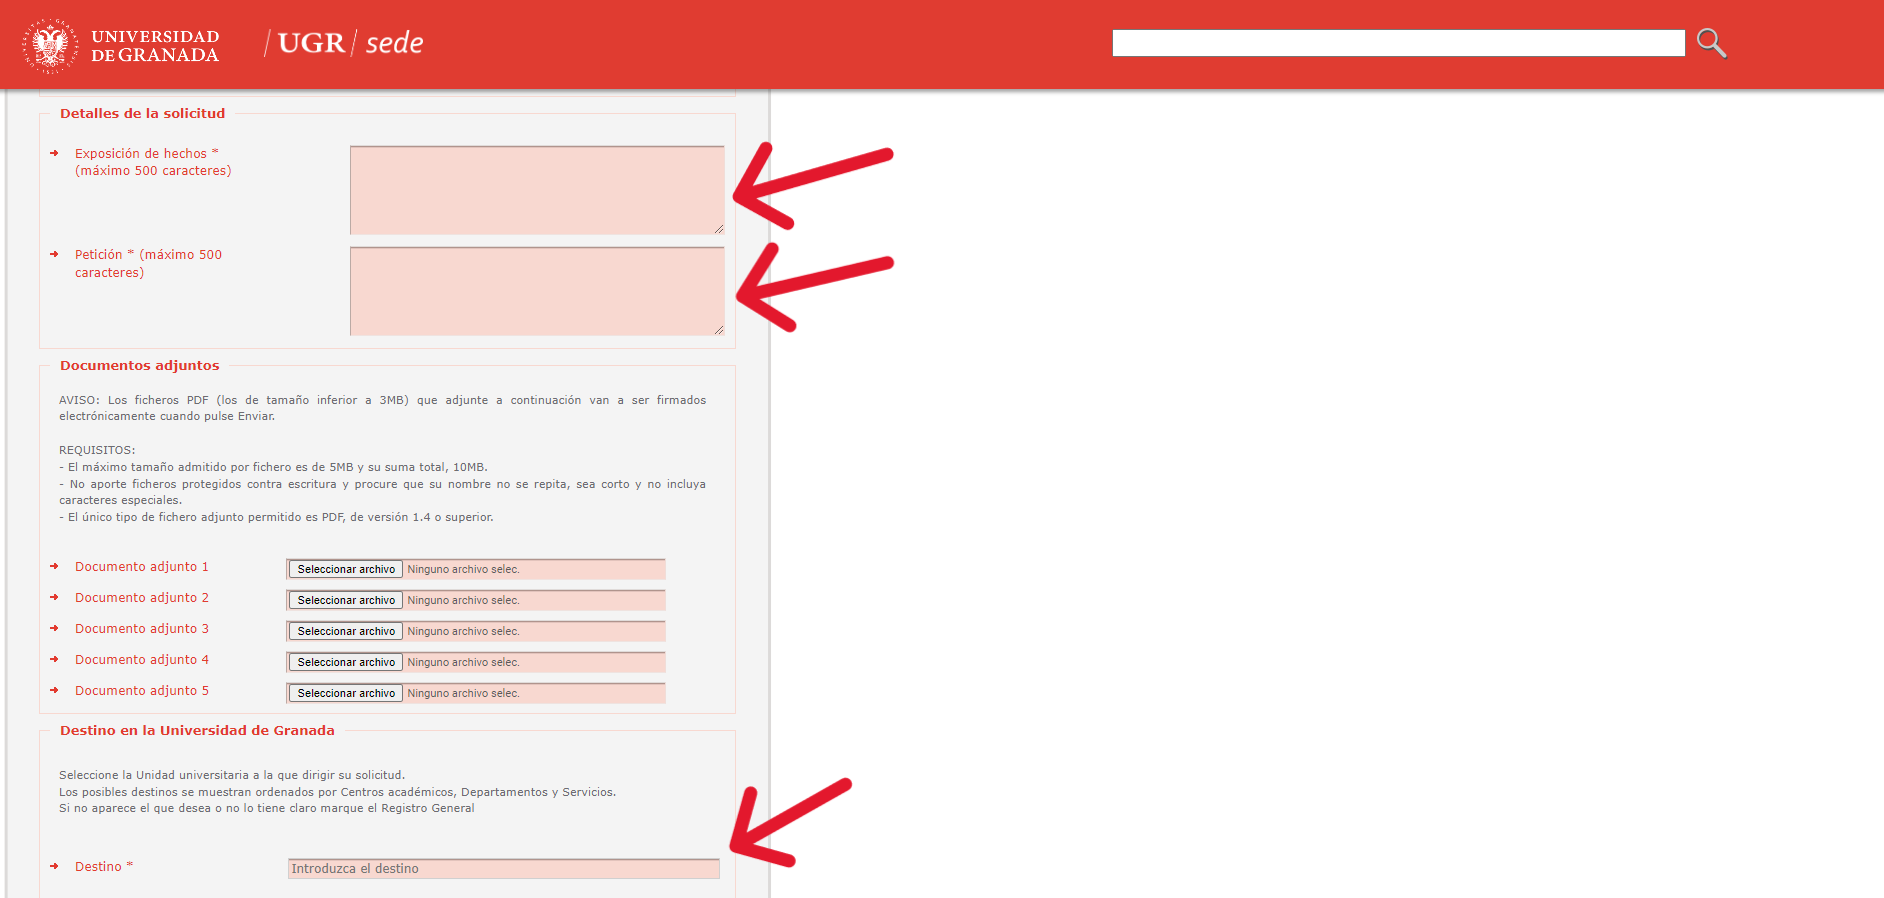 UNIVERSIDAD
DE GRANADA
/ UGR / sede
Detalles de la solicitud
Exposición de hechos *
(máximo 500 caracteres)
Petición * (máximo 500
caracteres)
Documentos adjuntos
AVISO: Los ficheros PDF (los de tamaño inferior a 3MB) que adjunte a continuación van a ser firmados
electrónicamente cuando pulse Enviar.
REQUISITOS:
- El máximo tamaño admitido por fichero es de 5MB y su suma total, 10MB.
- No aporte ficheros protegidos contra escritura y procure que su nombre no se repita, sea corto y no incluya
caracteres especiales.
- El único tipo de fichero adjunto permitido es PDF, de versión 1.4 o superior.
Documento adjunto 1 Seleccionar archivo Ninguno archivo selec.
Documento adjunto 2 Seleccionar archivo Ninguno archivo selec.
Documento adjunto 3 Seleccionar archivo Ninguno archivo selec.
Documento adjunto 4 Seleccionar archivo Ninguno archivo selec.
Documento adjunto 5 Seleccionar archivo Ninguno archivo selec.
Destino en la Universidad de Granada
Seleccione la Unidad universitaria a la que dirigir su solicitud.
Los posibles destinos se muestran ordenados por Centros académicos, Departamentos y Servicios.
Si no aparece el que desea o no lo tiene claro marque el Registro General
Destino * Introduzca el destino